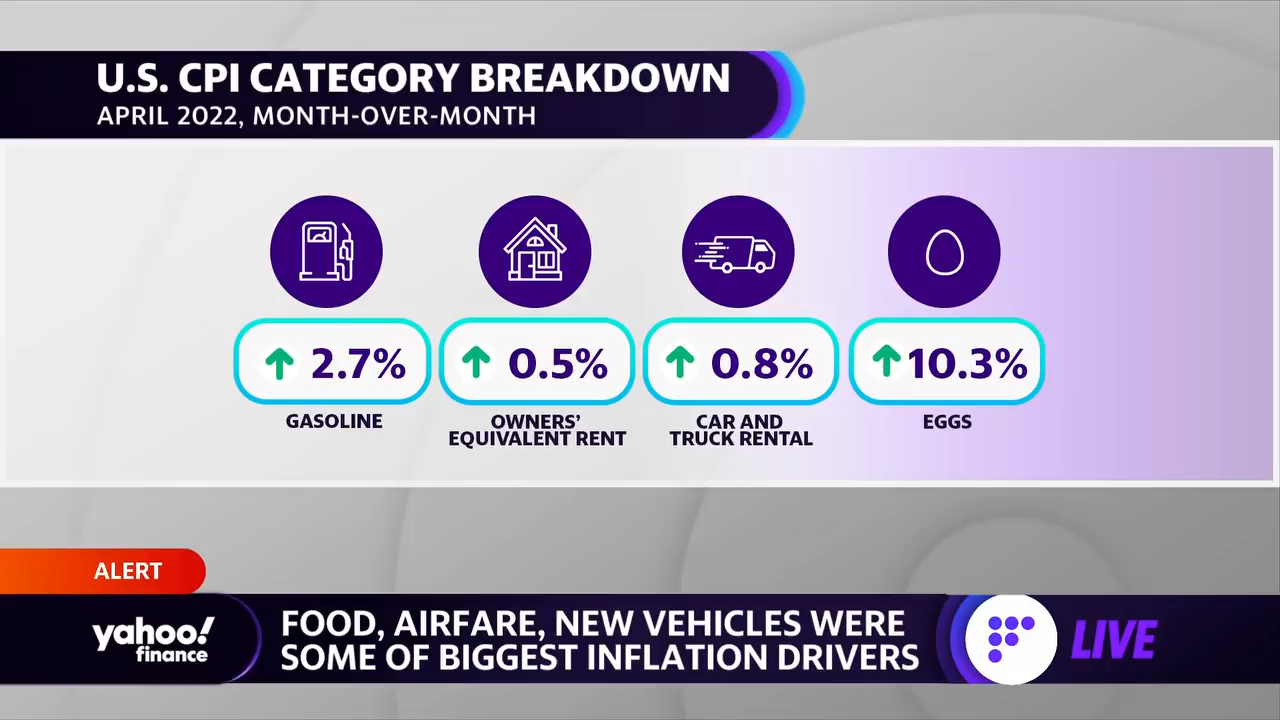 U.S. CPI CATEGORY BREAKDOWN
APRIL 2022, MONTH-OVER-MONTH
2.7%
GASOLINE
0.5%
OWNERS'
EQUIVALENT RENT
0.8%
CAR AND
TRUCK RENTAL
10.3%
EGGS
ALERT
yahoo!
finance
FOOD, AIRFARE, NEW VEHICLES WERE
SOME OF BIGGEST INFLATION DRIVERS
LIVE